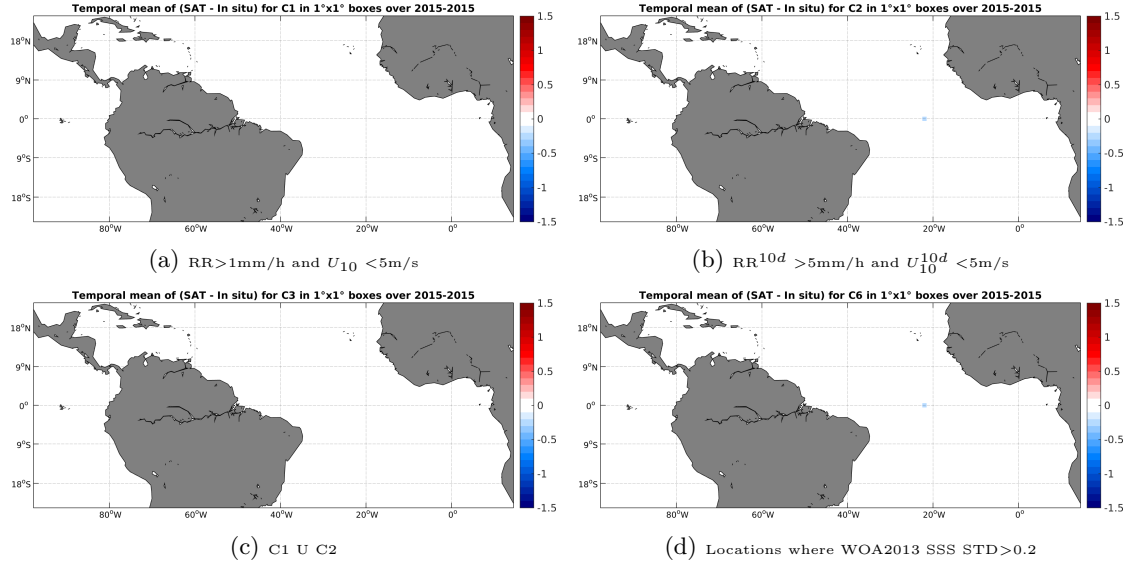 Temporal mean of (SAT - In situ) for C1 in 1°x1° boxes over 2015-2015
18°N
9°N
0°
9°S
18°S
80°W
60°W
40°W
20°W
0°
1.5
1
0.5
0
-0.5
-1
-1.5
(a) RR>1mm/h and U10 <5m/s
Temporal mean of (SAT - In situ) for C2 in 1°x1° boxes over 2015-2015
18°N
9°N
0°
9°S
18°S
80°W
60°W
40°W
20°W
0°
1.5
1
0.5
0
-0.5
-1
-1.5
(b) RR^10d >5mm/h and U10^10d <5m/s
Temporal mean of (SAT - In situ) for C3 in 1°x1° boxes over 2015-2015
18°N
9°N
0°
9°S
18°S
80°W
60°W
40°W
20°W
0°
1.5
1
0.5
0
-0.5
-1
-1.5
(c) C1 U C2
Temporal mean of (SAT - In situ) for C6 in 1°x1° boxes over 2015-2015
18°N
9°N
0°
9°S
18°S
80°W
60°W
40°W
20°W
0°
1.5
1
0.5
0
-0.5
-1
-1.5
(d) Locations where WOA2013 SSS STD>0.2